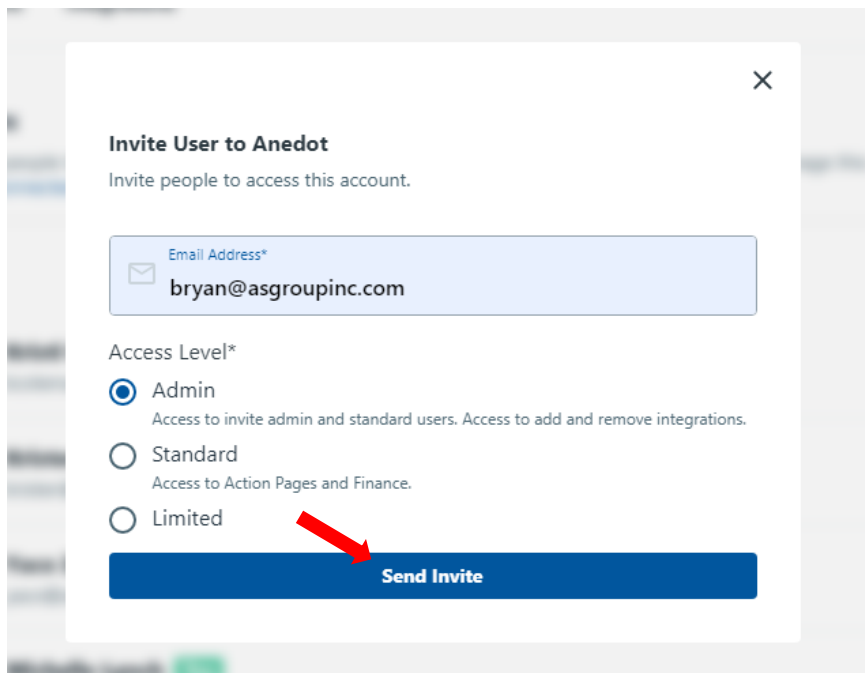 Invite User to Anedot
Invite people to access this account.
Email Address*
bryan@asgroupinc.com
Access Level*
Admin
Access to invite admin and standard users. Access to add and remove integrations.
Standard
Access to Action Pages and Finance.
Limited
Send Invite